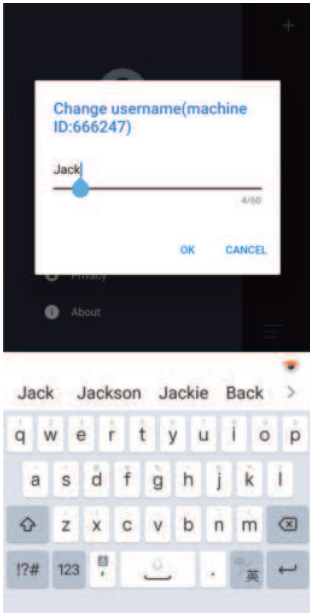 +
Change username(machine
ID:666247)
Jack
4/60
OK CANCEL
Privacy
About
Jack Jackson Jackie Back >
q w e r t y u i o p
a s d f g h j k l
z x c v b n m
!?# 123 , . 英